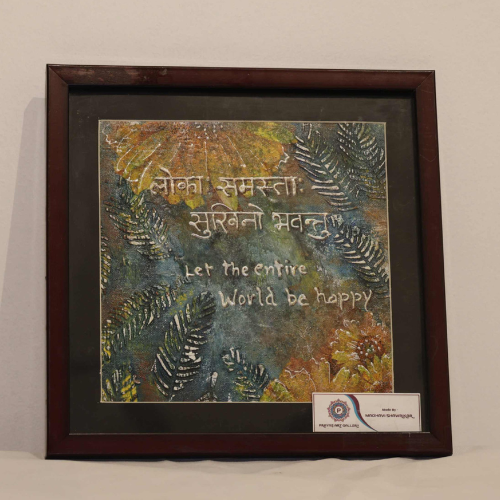 लोकाः समस्ताः
सुखिनो भवन्तु
Let the entire
World be happy
P